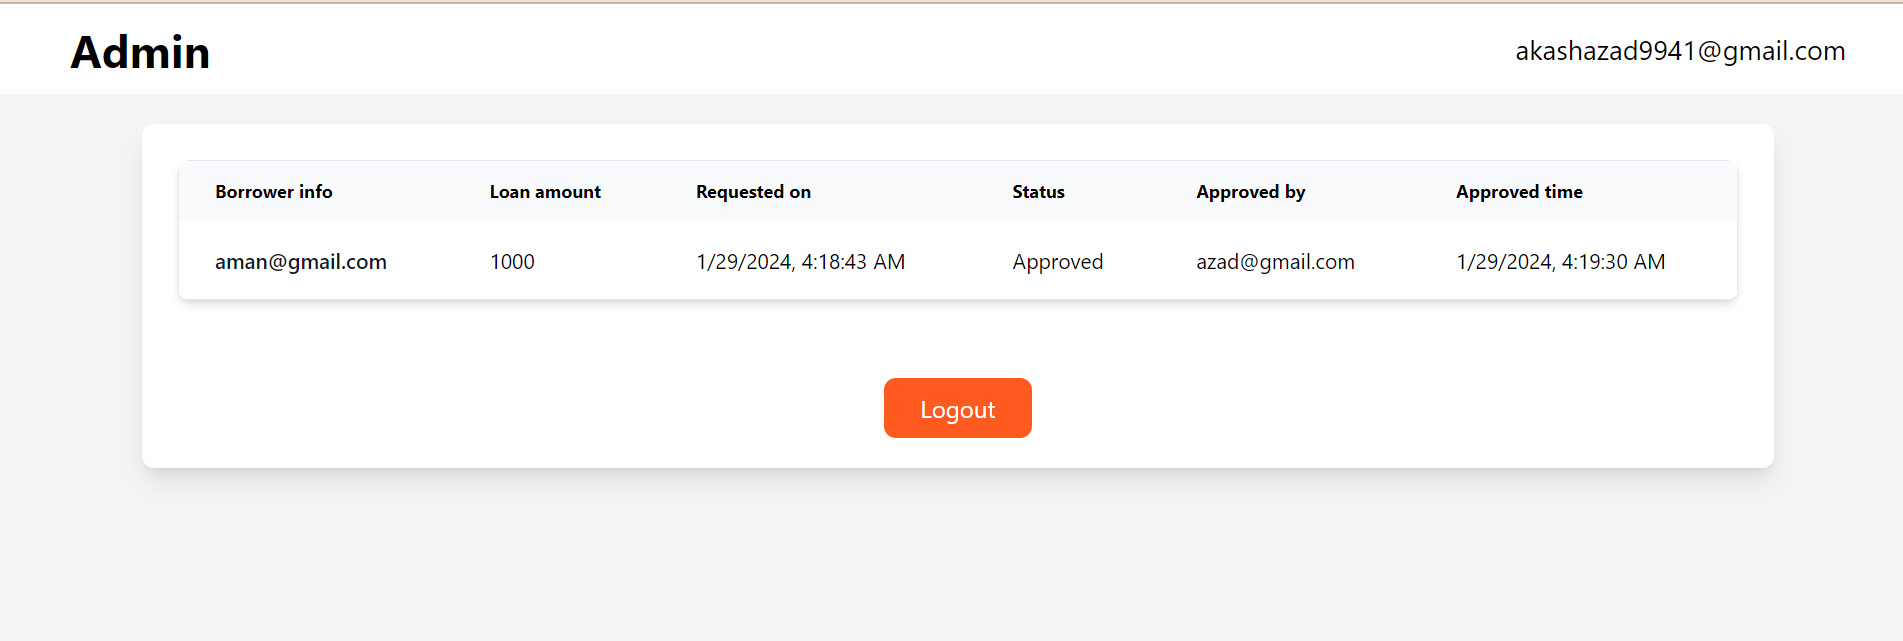 Admin
akashazad9941@gmail.com
Borrower info Loan amount Requested on Status Approved by Approved time
aman@gmail.com 1000 1/29/2024, 4:18:43 AM Approved azad@gmail.com 1/29/2024, 4:19:30 AM
Logout